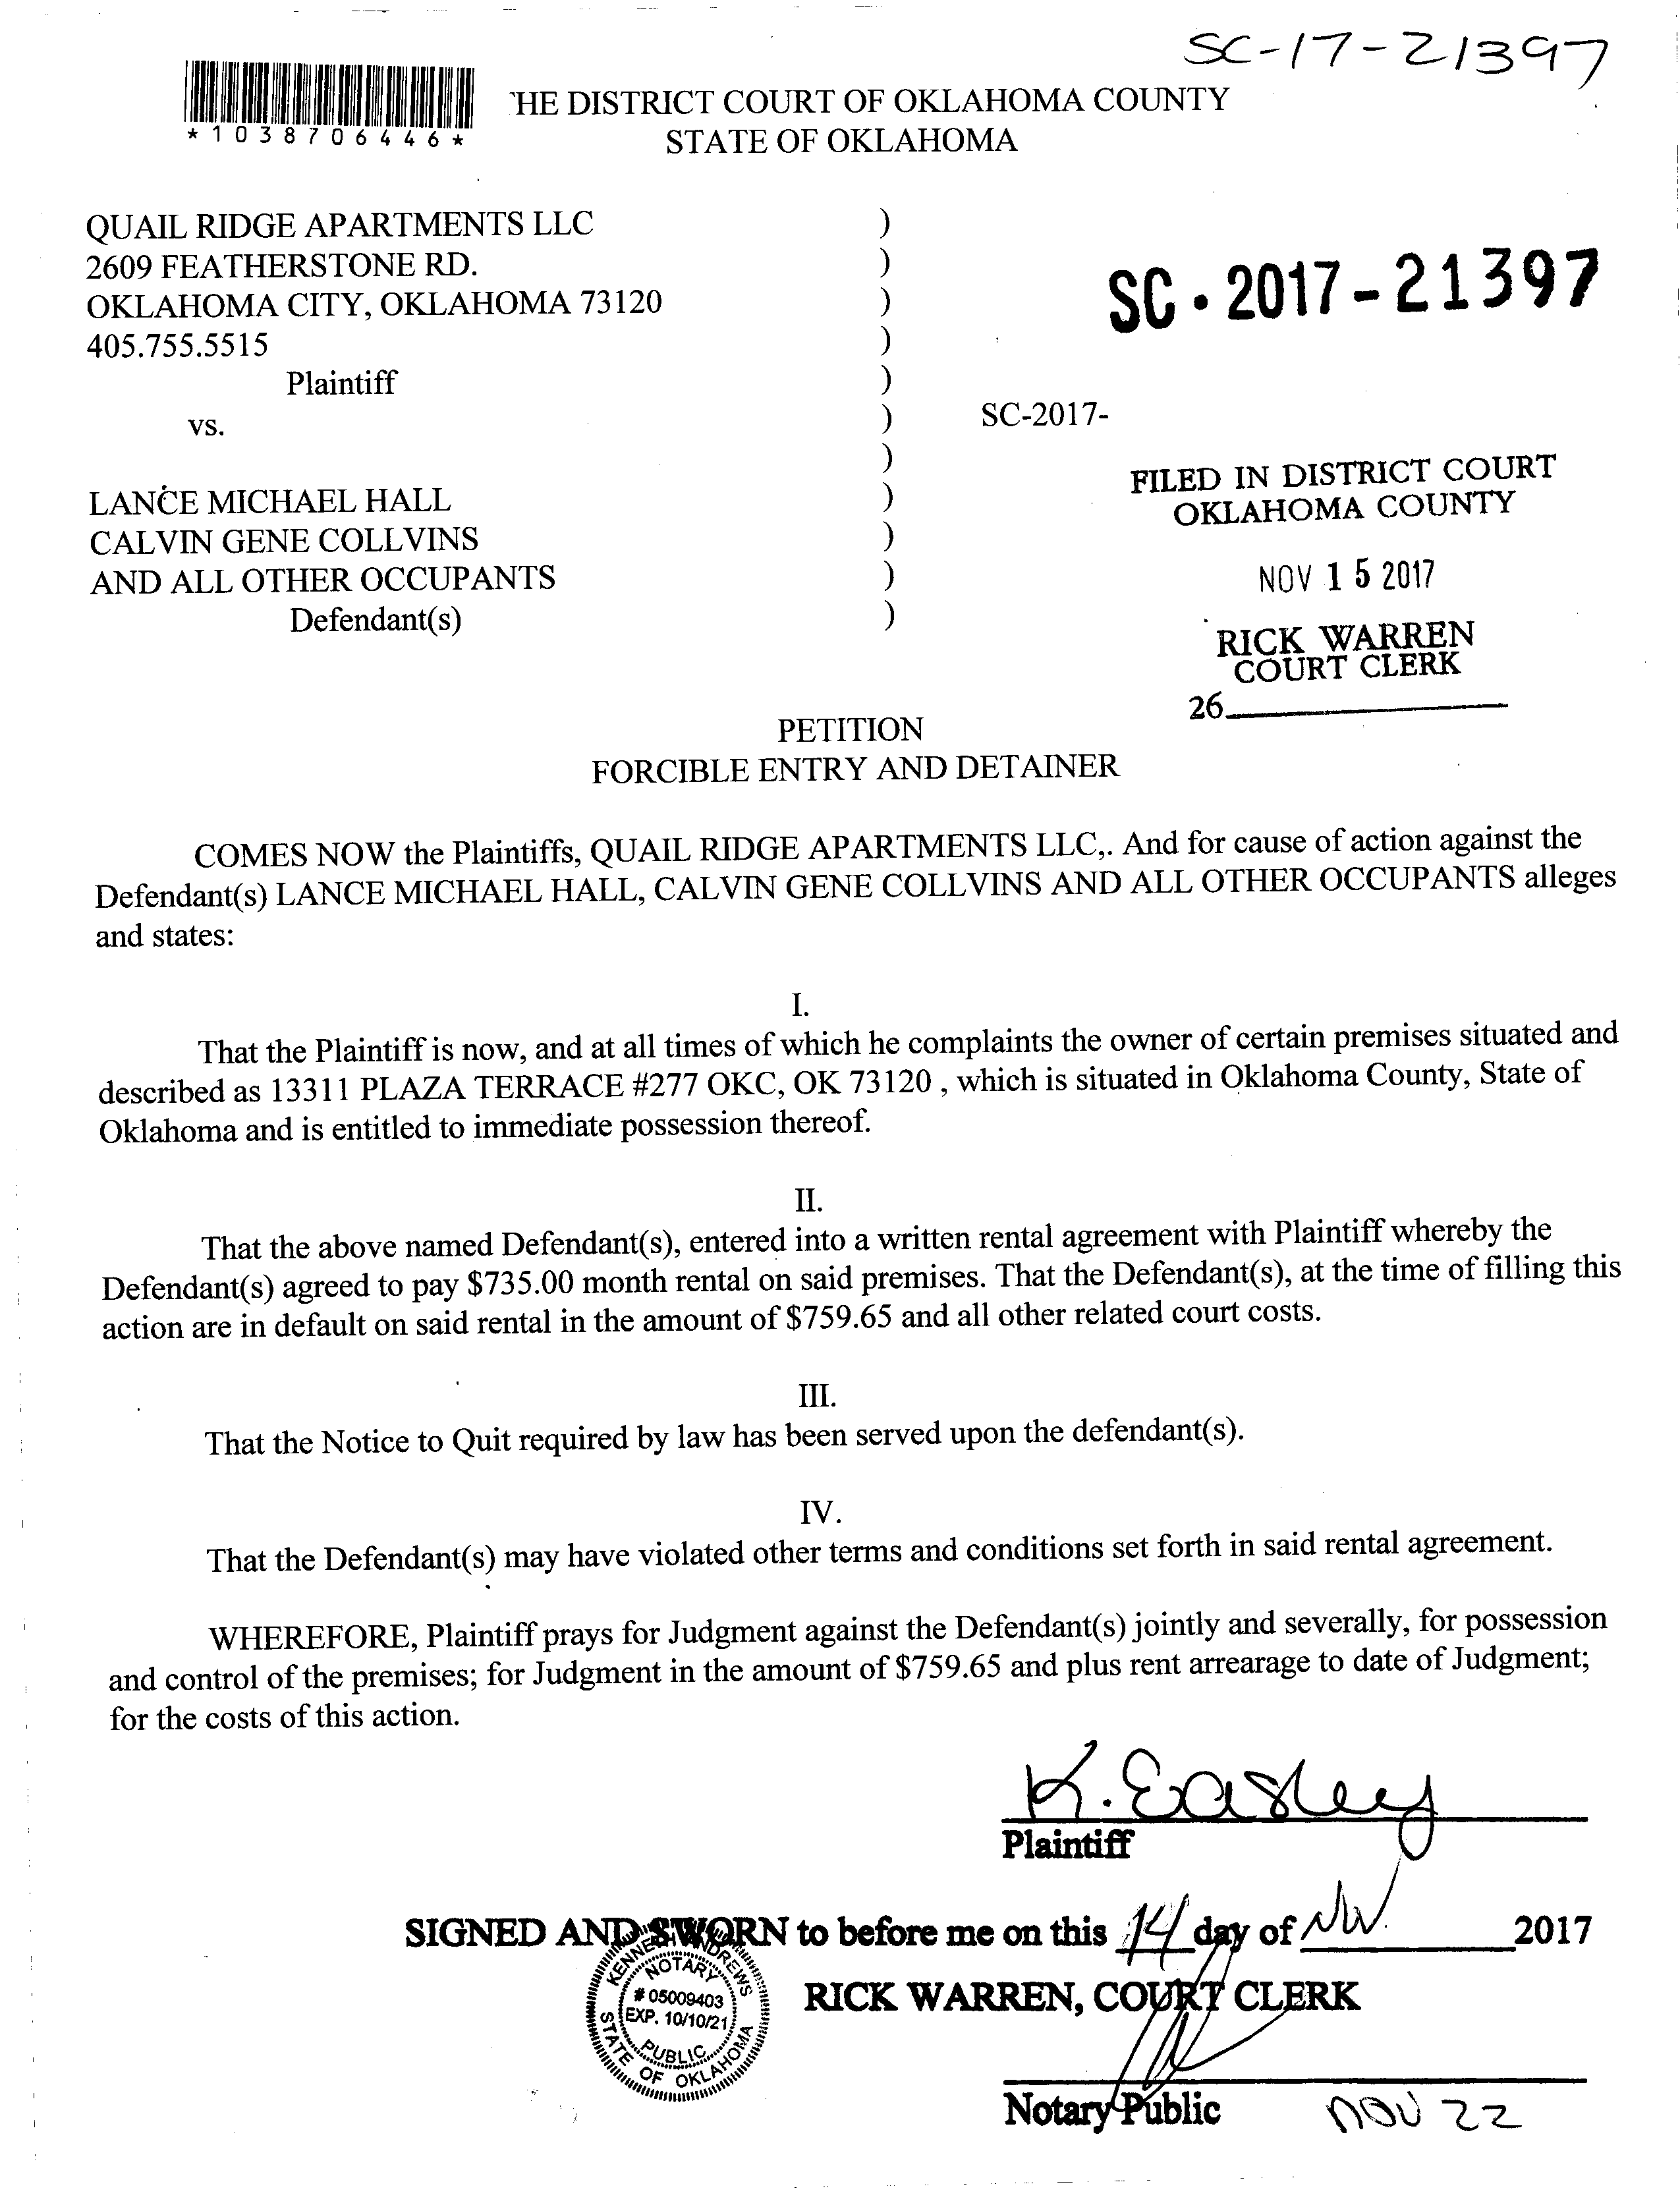 SC-17-21397
*1038706446*
HE DISTRICT COURT OF OKLAHOMA COUNTY
STATE OF OKLAHOMA
QUAIL RIDGE APARTMENTS LLC )
2609 FEATHERSTONE RD. )
OKLAHOMA CITY, OKLAHOMA 73120 )
405.755.5515 )
Plaintiff )
vs. )
)
LANCE MICHAEL HALL )
CALVIN GENE COLLVINS )
AND ALL OTHER OCCUPANTS )
Defendant(s) )
SC·2017-21397
SC-2017-
FILED IN DISTRICT COURT
OKLAHOMA COUNTY
NOV 15 2017
RICK WARREN
COURT CLERK
26
PETITION
FORCIBLE ENTRY AND DETAINER
COMES NOW the Plaintiffs, QUAIL RIDGE APARTMENTS LLC,. And for cause of action against the
Defendant(s) LANCE MICHAEL HALL, CALVIN GENE COLLVINS AND ALL OTHER OCCUPANTS alleges
and states:
I.
That the Plaintiff is now, and at all times of which he complaints the owner of certain premises situated and
described as 13311 PLAZA TERRACE #277 OKC, OK 73120 , which is situated in Oklahoma County, State of
Oklahoma and is entitled to immediate possession thereof.
II.
That the above named Defendant(s), entered into a written rental agreement with Plaintiff whereby the
Defendant(s) agreed to pay $735.00 month rental on said premises. That the Defendant(s), at the time of filling this
action are in default on said rental in the amount of $759.65 and all other related court costs.
III.
That the Notice to Quit required by law has been served upon the defendant(s).
IV.
That the Defendant(s) may have violated other terms and conditions set forth in said rental agreement.
WHEREFORE, Plaintiff prays for Judgment against the Defendant(s) jointly and severally, for possession
and control of the premises; for Judgment in the amount of $759.65 and plus rent arrearage to date of Judgment;
for the costs of this action.
K. Easley
Plaintiff
SIGNED AND SWORN to before me on this 14 day of Nov. 2017
NOTARY
# 05009403
EXP. 10/10/21
PUBLIC
STATE OF OKLAHOMA
RICK WARREN, COURT CLERK
Notary Public
NOV 22